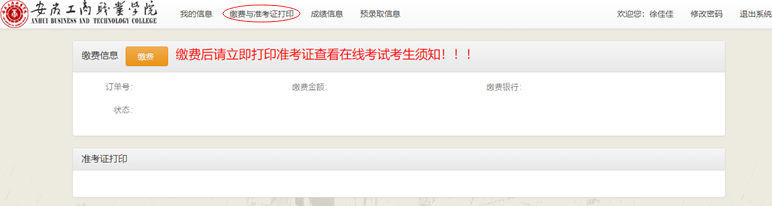 安徽工商职业学院
ANHUI BUSINESS AND TECHNOLOGY COLLEGE
我的信息 缴费与准考证打印 成绩信息 预录取信息 欢迎您：徐佳佳 修改密码 退出系统
缴费信息 缴费 缴费后请立即打印准考证查看在线考试考生须知！！！
订单号： 缴费金额： 缴费银行：
状态：
准考证打印